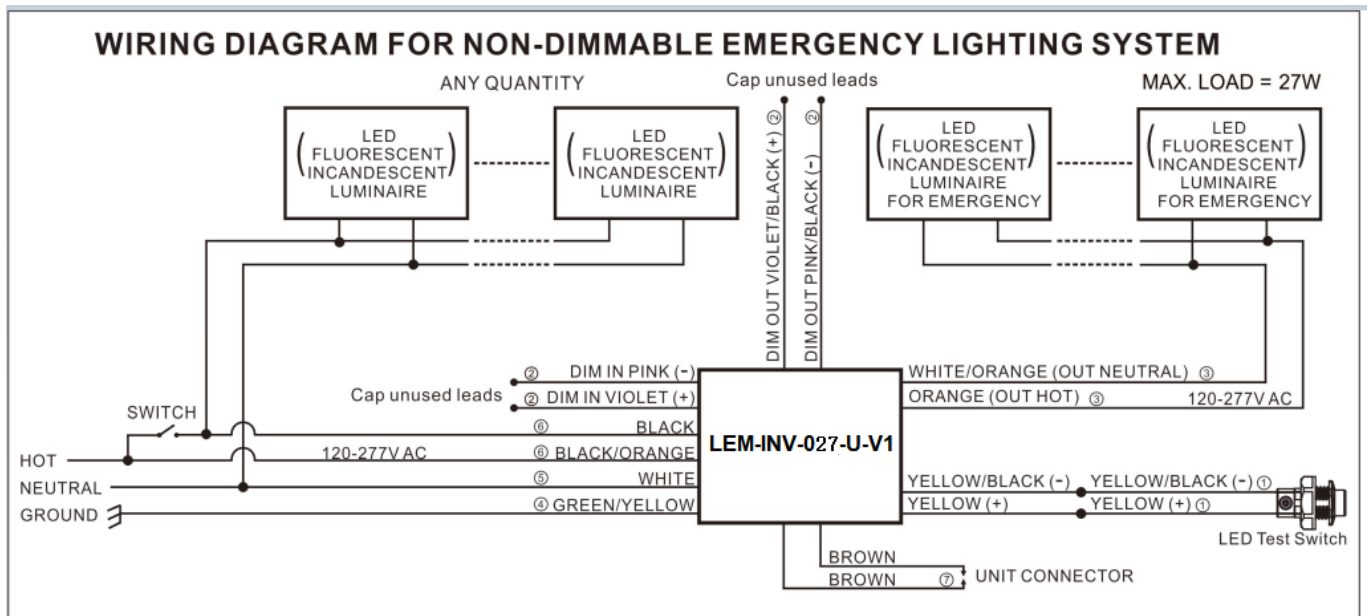 WIRING DIAGRAM FOR NON-DIMMABLE EMERGENCY LIGHTING SYSTEM
ANY QUANTITY
Cap unused leads
MAX. LOAD = 27W
(LED
FLUORESCENT
INCANDESCENT)
LUMINAIRE
(LED
FLUORESCENT
INCANDESCENT)
LUMINAIRE
DIM OUT VIOLET/BLACK (+) ②
DIM OUT PINK/BLACK (-) ②
(LED
FLUORESCENT
INCANDESCENT)
LUMINAIRE
FOR EMERGENCY
(LED
FLUORESCENT
INCANDESCENT)
LUMINAIRE
FOR EMERGENCY
② DIM IN PINK (-)
Cap unused leads
② DIM IN VIOLET (+)
SWITCH
⑥ BLACK
HOT
120-277V AC
⑥ BLACK/ORANGE
NEUTRAL
⑤ WHITE
GROUND
④ GREEN/YELLOW
LEM-INV-027-U-V1
WHITE/ORANGE (OUT NEUTRAL) ③
ORANGE (OUT HOT) ③
120-277V AC
YELLOW/BLACK (-)
YELLOW/BLACK (-) ①
YELLOW (+)
YELLOW (+) ①
LED Test Switch
BROWN
BROWN ⑦
UNIT CONNECTOR